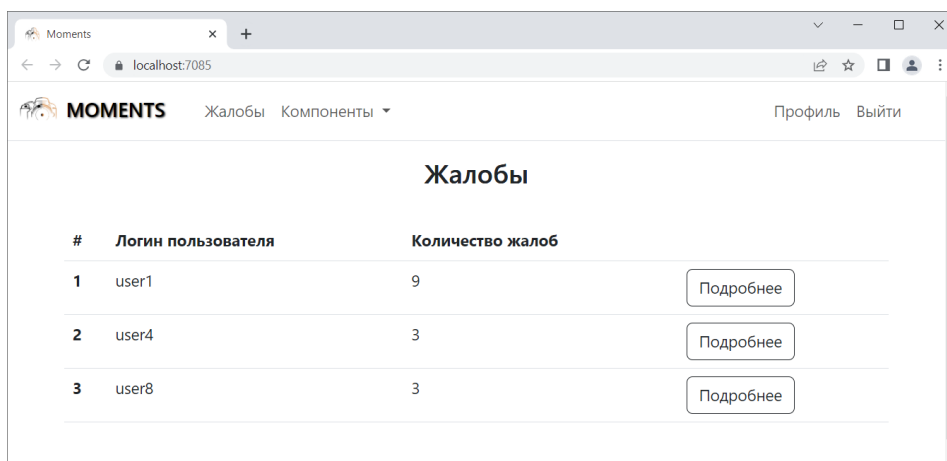 Moments
localhost:7085
MOMENTS Жалобы Компоненты Профиль Выйти
Жалобы
# Логин пользователя Количество жалоб
1 user1 9 Подробнее
2 user4 3 Подробнее
3 user8 3 Подробнее